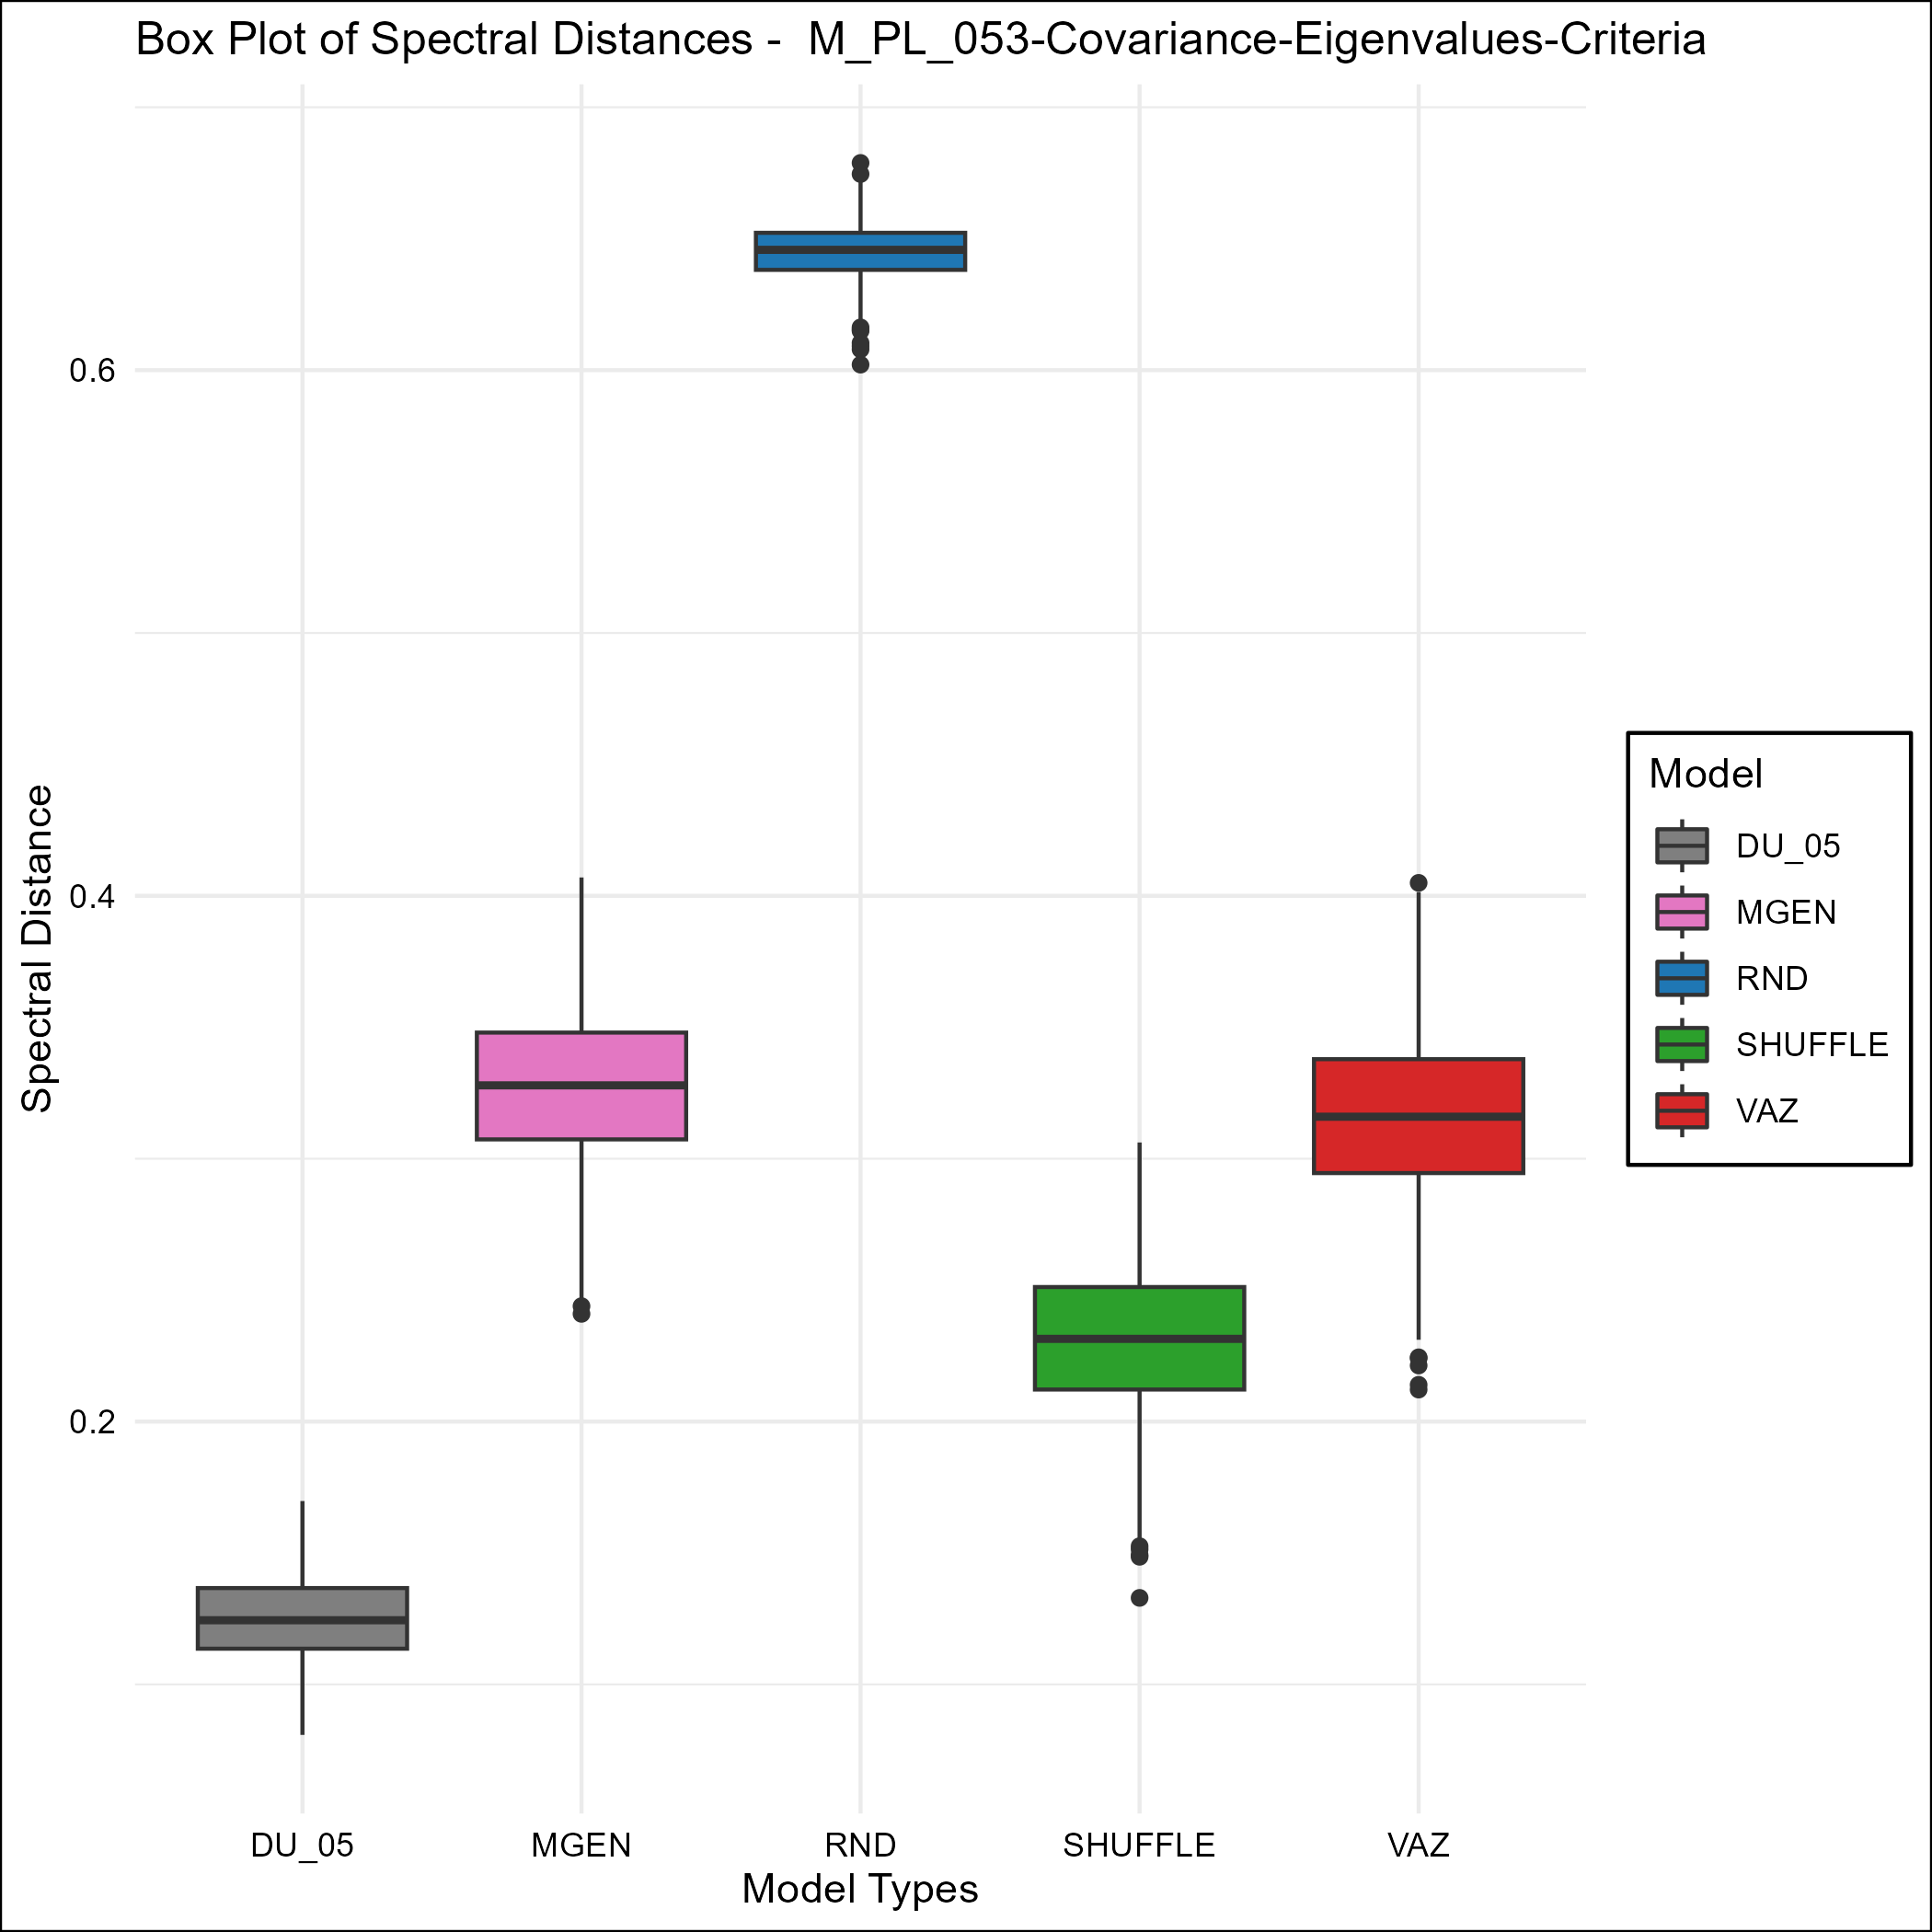 Box Plot of Spectral Distances -  M_PL_053-Covariance-Eigenvalues-Criteria
Spectral Distance
0.6
0.4
0.2
DU_05
MGEN
RND
SHUFFLE
VAZ
Model Types
Model
DU_05
MGEN
RND
SHUFFLE
VAZ